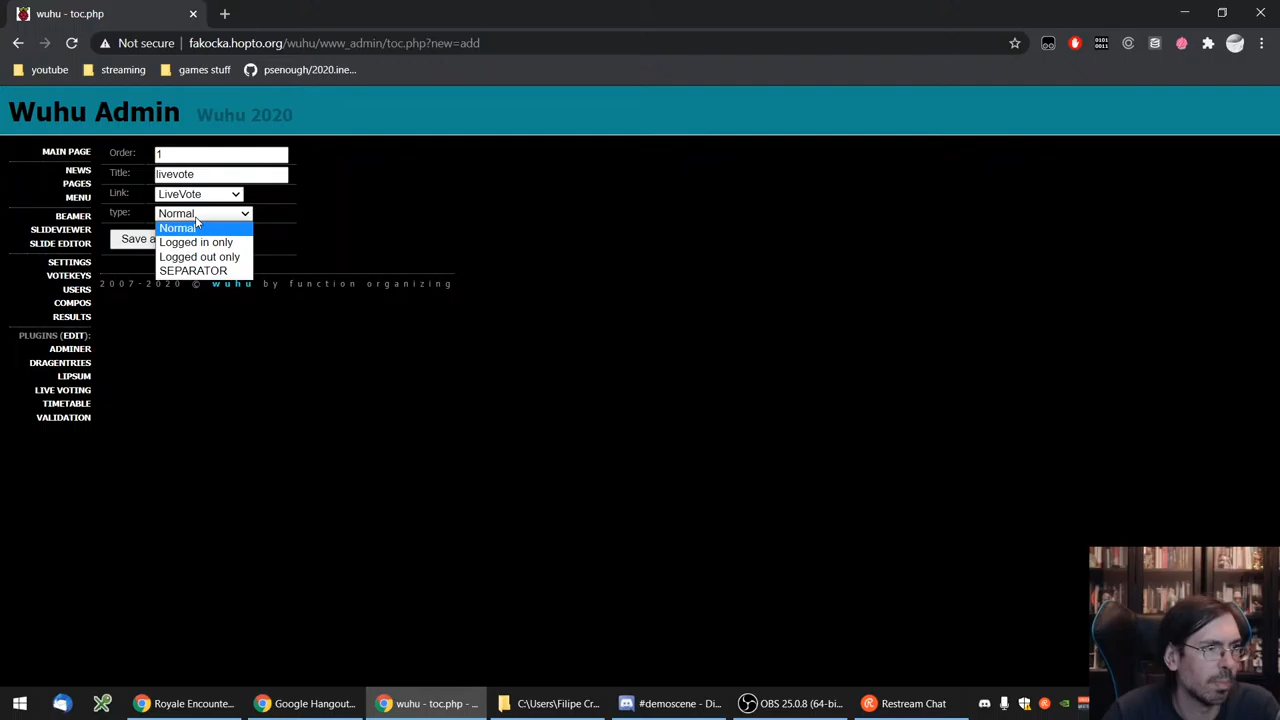 wuhu - toc.php
Not secure
fakocka.hopto.org/wuhu/www_admin/toc.php?new=add
youtube
streaming
games stuff
psenough/2020.ine...
Wuhu Admin
Wuhu 2020
MAIN PAGE
NEWS
PAGES
MENU
BEAMER
SLIDEVIEWER
SLIDE EDITOR
SETTINGS
VOTEKEYS
USERS
COMPOS
RESULTS
PLUGINS (EDIT):
ADMINER
DRAGENTRIES
LIPSUM
LIVE VOTING
TIMETABLE
VALIDATION
Order: 1
Title: livevote
Link: LiveVote
type: Normal
Normal
Logged in only
Logged out only
SEPARATOR
Save a
2007-2020 © wuhu by function organizing
Royale Encounte...
Google Hangout...
wuhu - toc.php - ...
C:\Users\Filipe Cr...
#demoscene - Di...
OBS 25.0.8 (64-bi...
Restream Chat